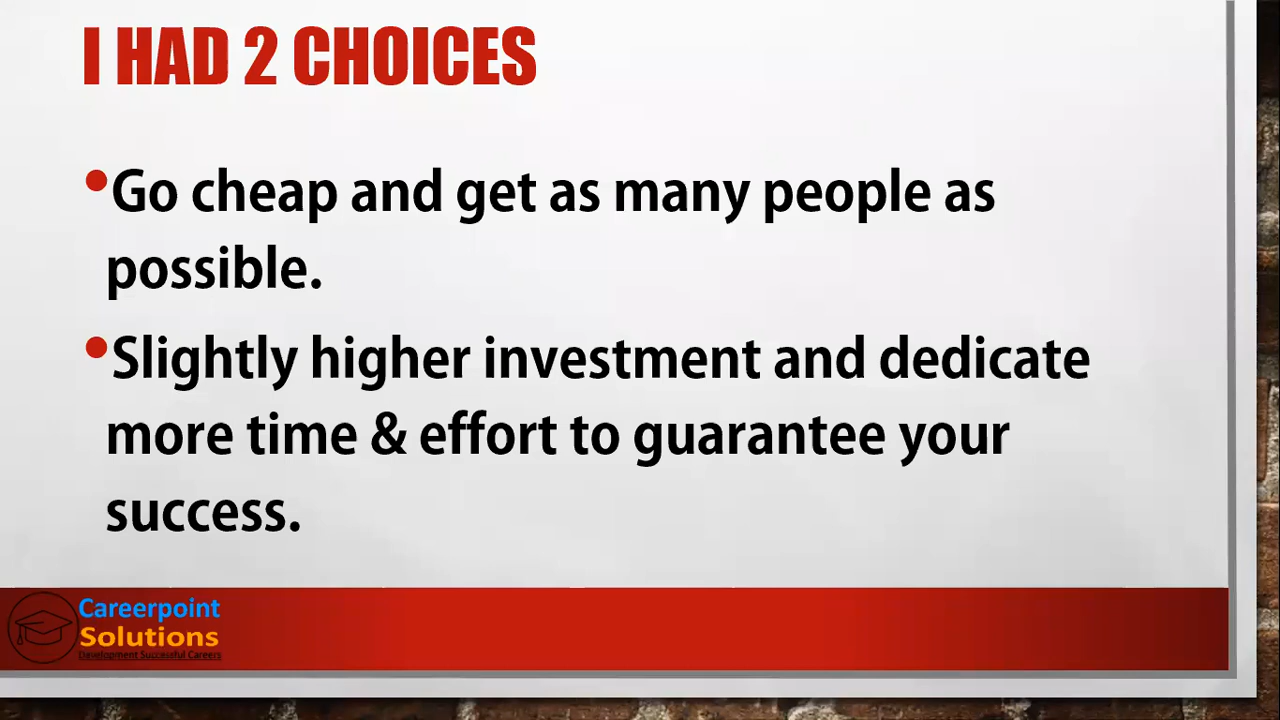 I HAD 2 CHOICES
•Go cheap and get as many people as
possible.
•Slightly higher investment and dedicate
more time & effort to guarantee your
success.
Careerpoint
Solutions
Development Successful Careers